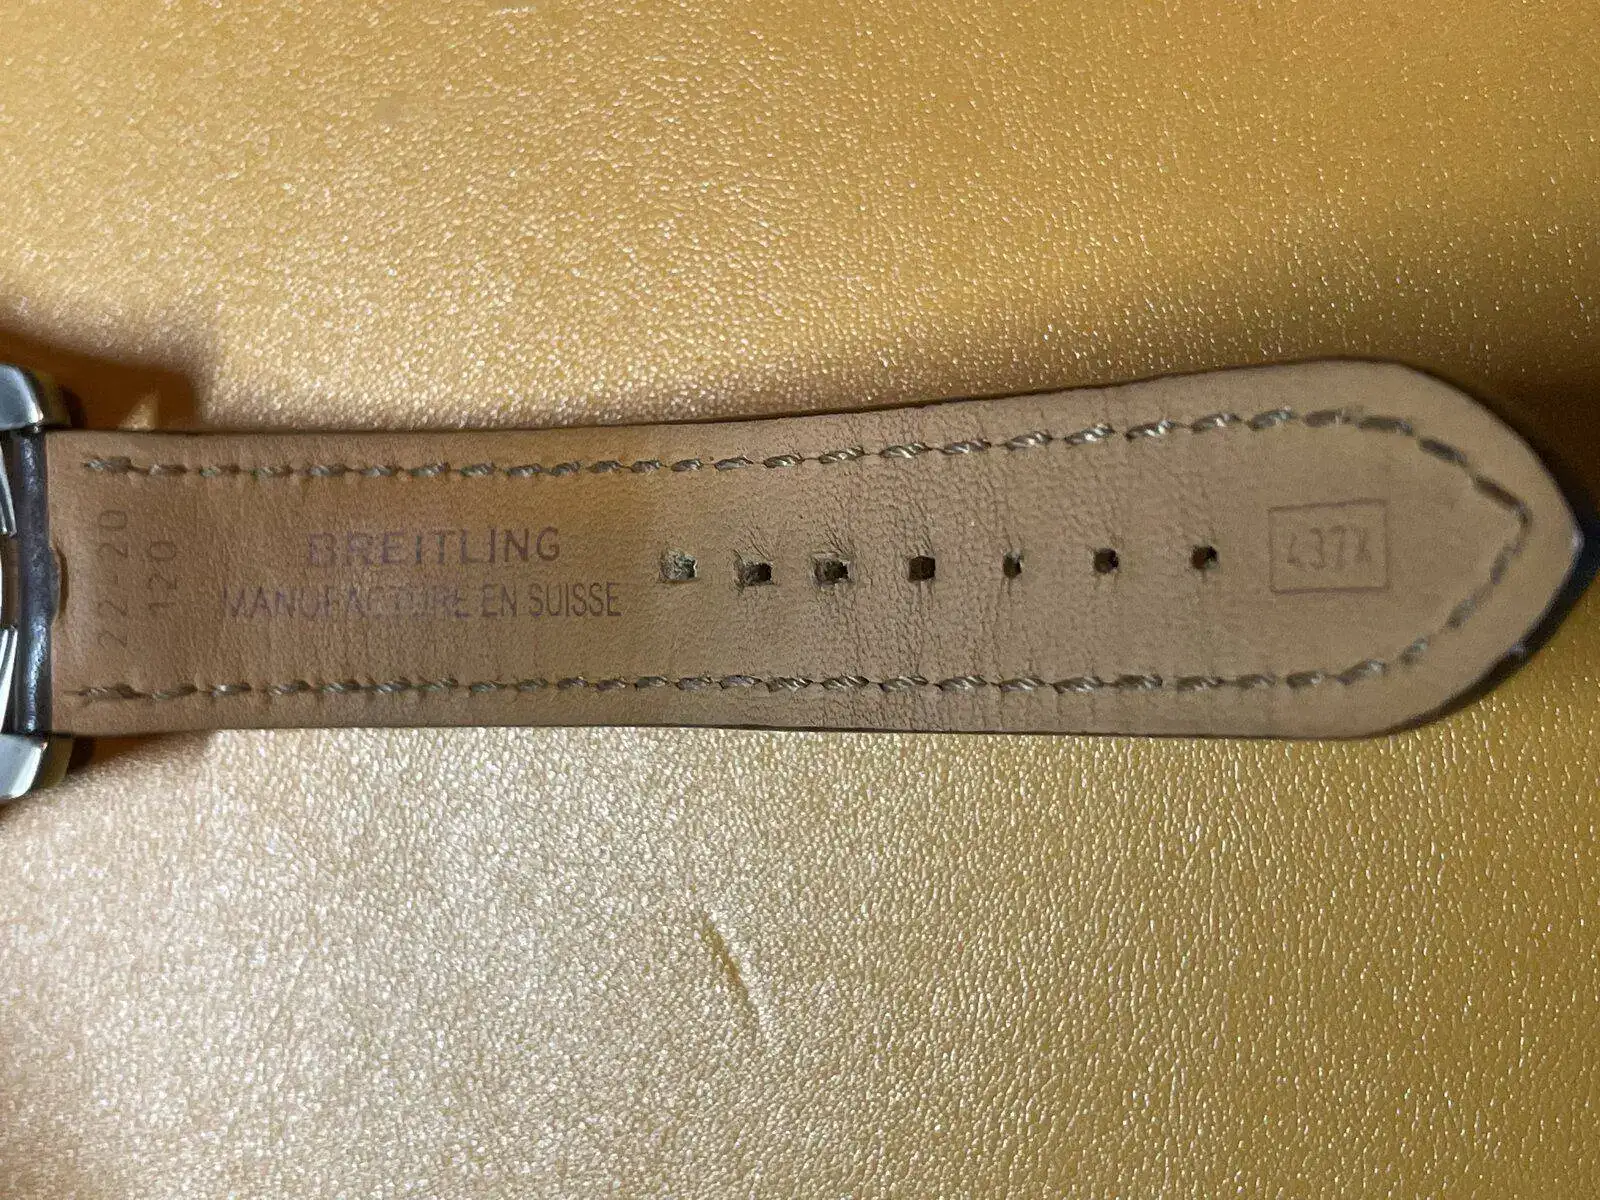 22-20
120
BREITLING
MANUFACTURE EN SUISSE
437X